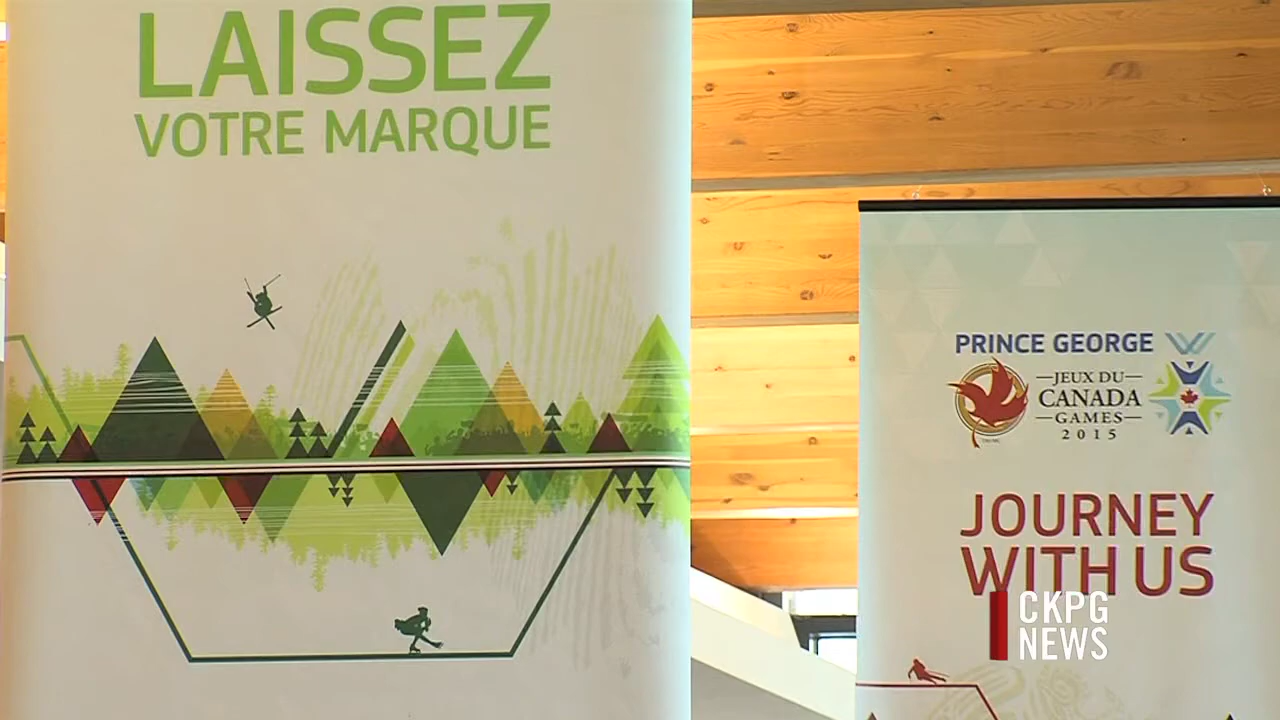 LAISSEZ
VOTRE MARQUE
PRINCE GEORGE
JEUX DU
CANADA
GAMES
2015
JOURNEY
WITH US
CKPG
NEWS